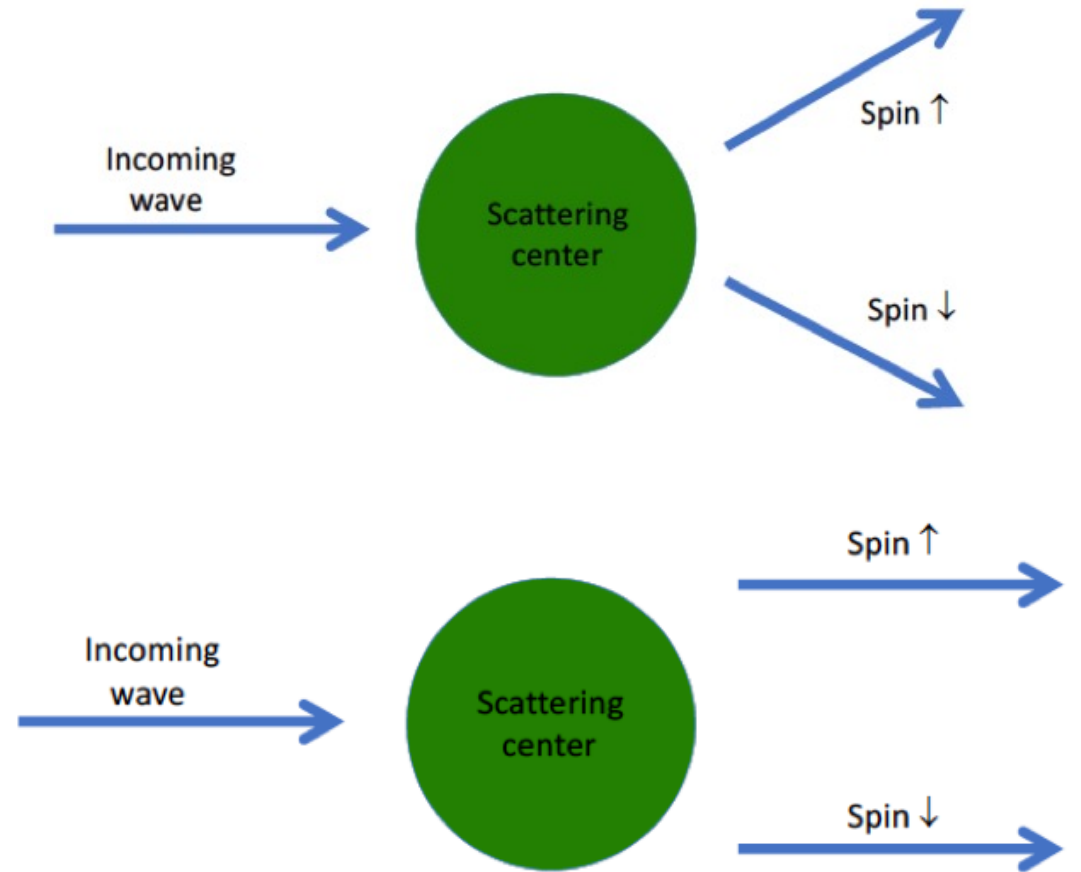 Incoming
wave
Scattering
center
Spin ↑
Spin ↓
Incoming
wave
Scattering
center
Spin ↑
Spin ↓